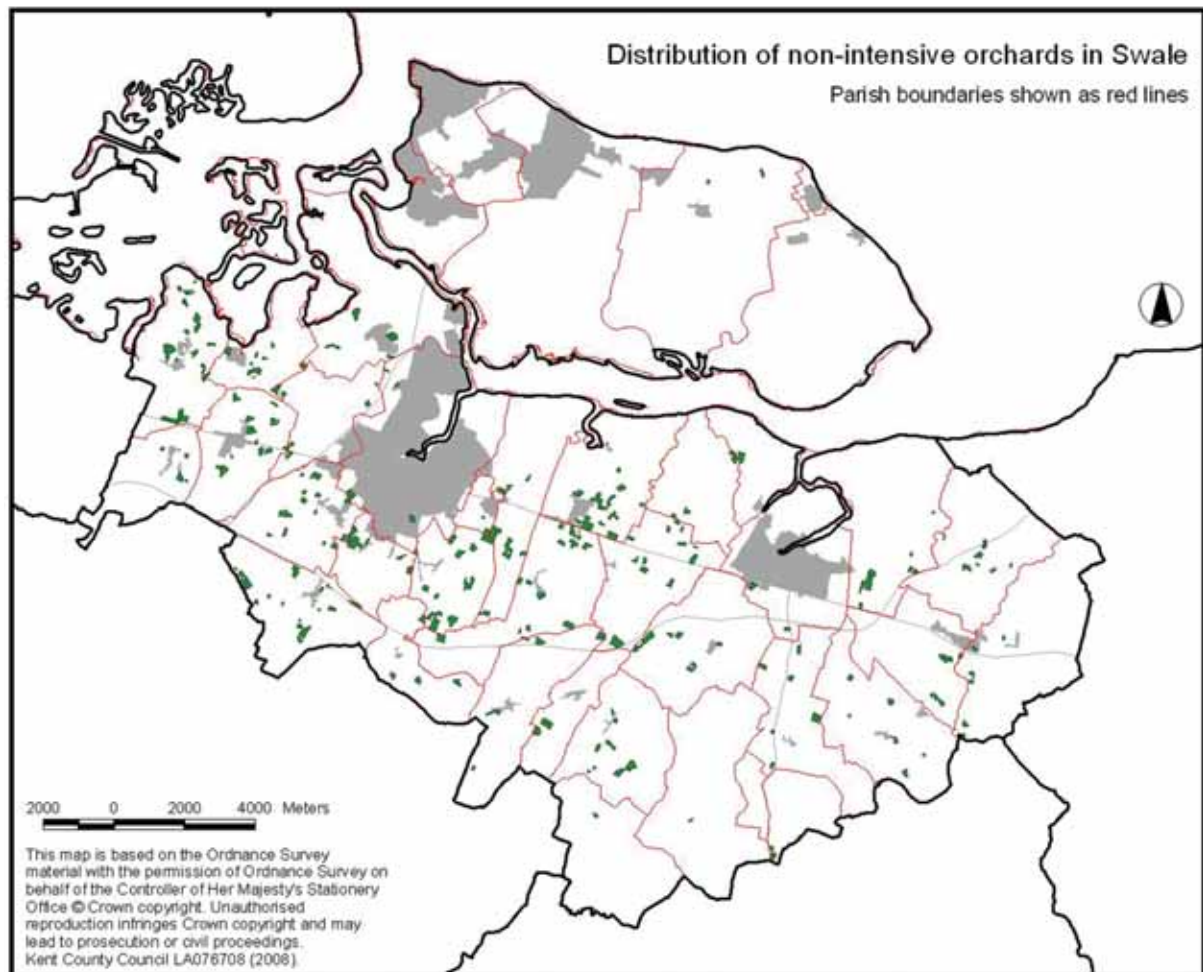 Distribution of non-intensive orchards in Swale
Parish boundaries shown as red lines
2000 0 2000 4000 Meters
This map is based on the Ordnance Survey
material with the permission of Ordnance Survey on
behalf of the Controller of Her Majesty's Stationery
Office © Crown copyright. Unauthorised
reproduction infringes Crown copyright and may
lead to prosecution or civil proceedings.
Kent County Council LA076708 (2008).